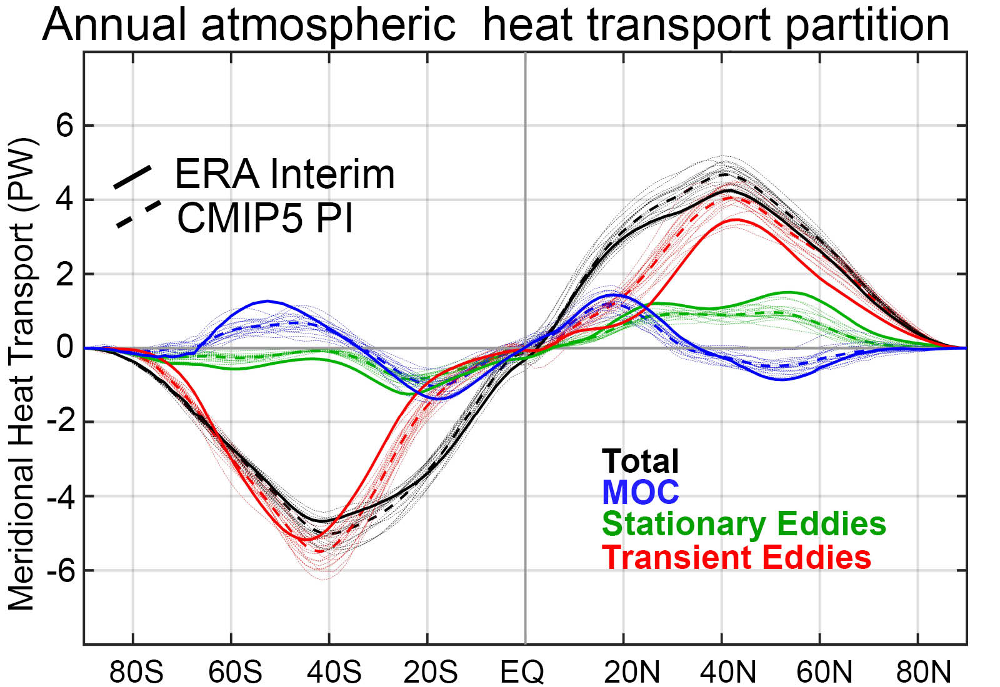 Annual atmospheric heat transport partition
Meridional Heat Transport (PW)
6
4
2
0
-2
-4
-6
ERA Interim
CMIP5 PI
Total
MOC
Stationary Eddies
Transient Eddies
80S 60S 40S 20S EQ 20N 40N 60N 80N